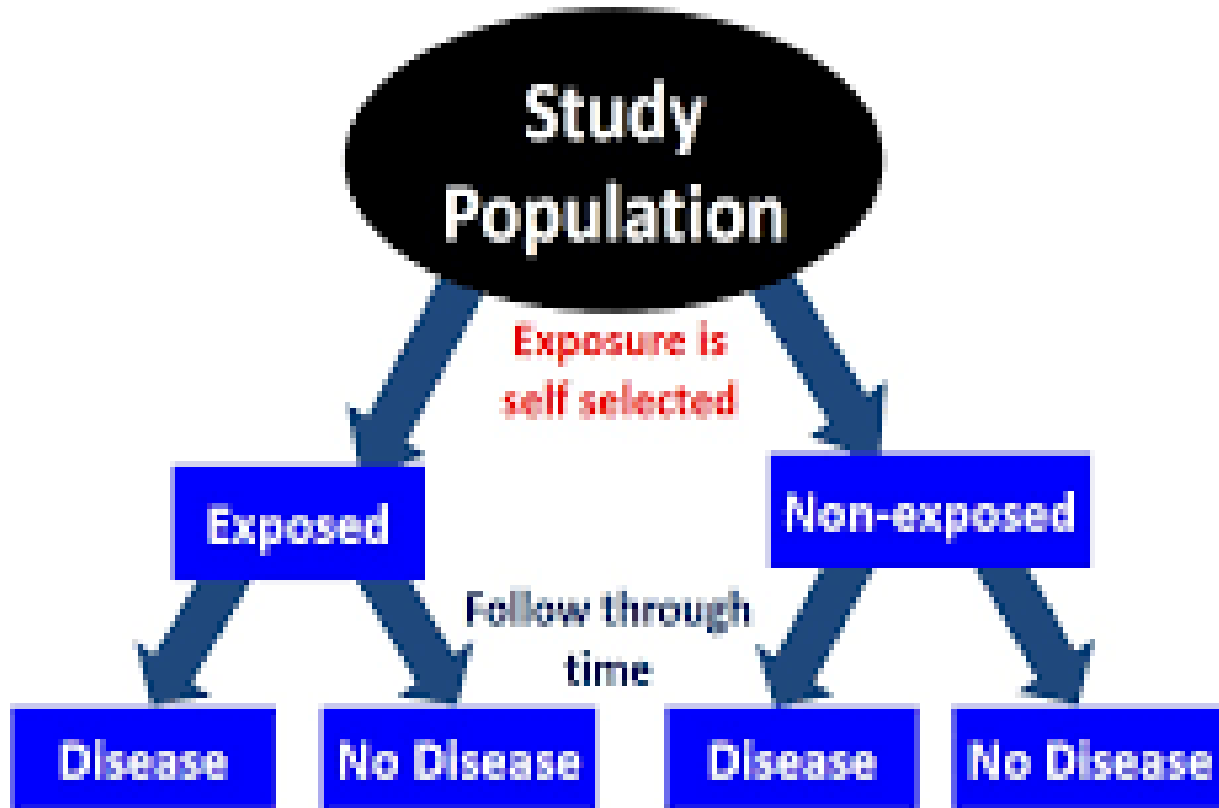 Study
Population
Exposure is
self selected
Exposed
Non-exposed
Follow through
time
Disease
No Disease
Disease
No Disease